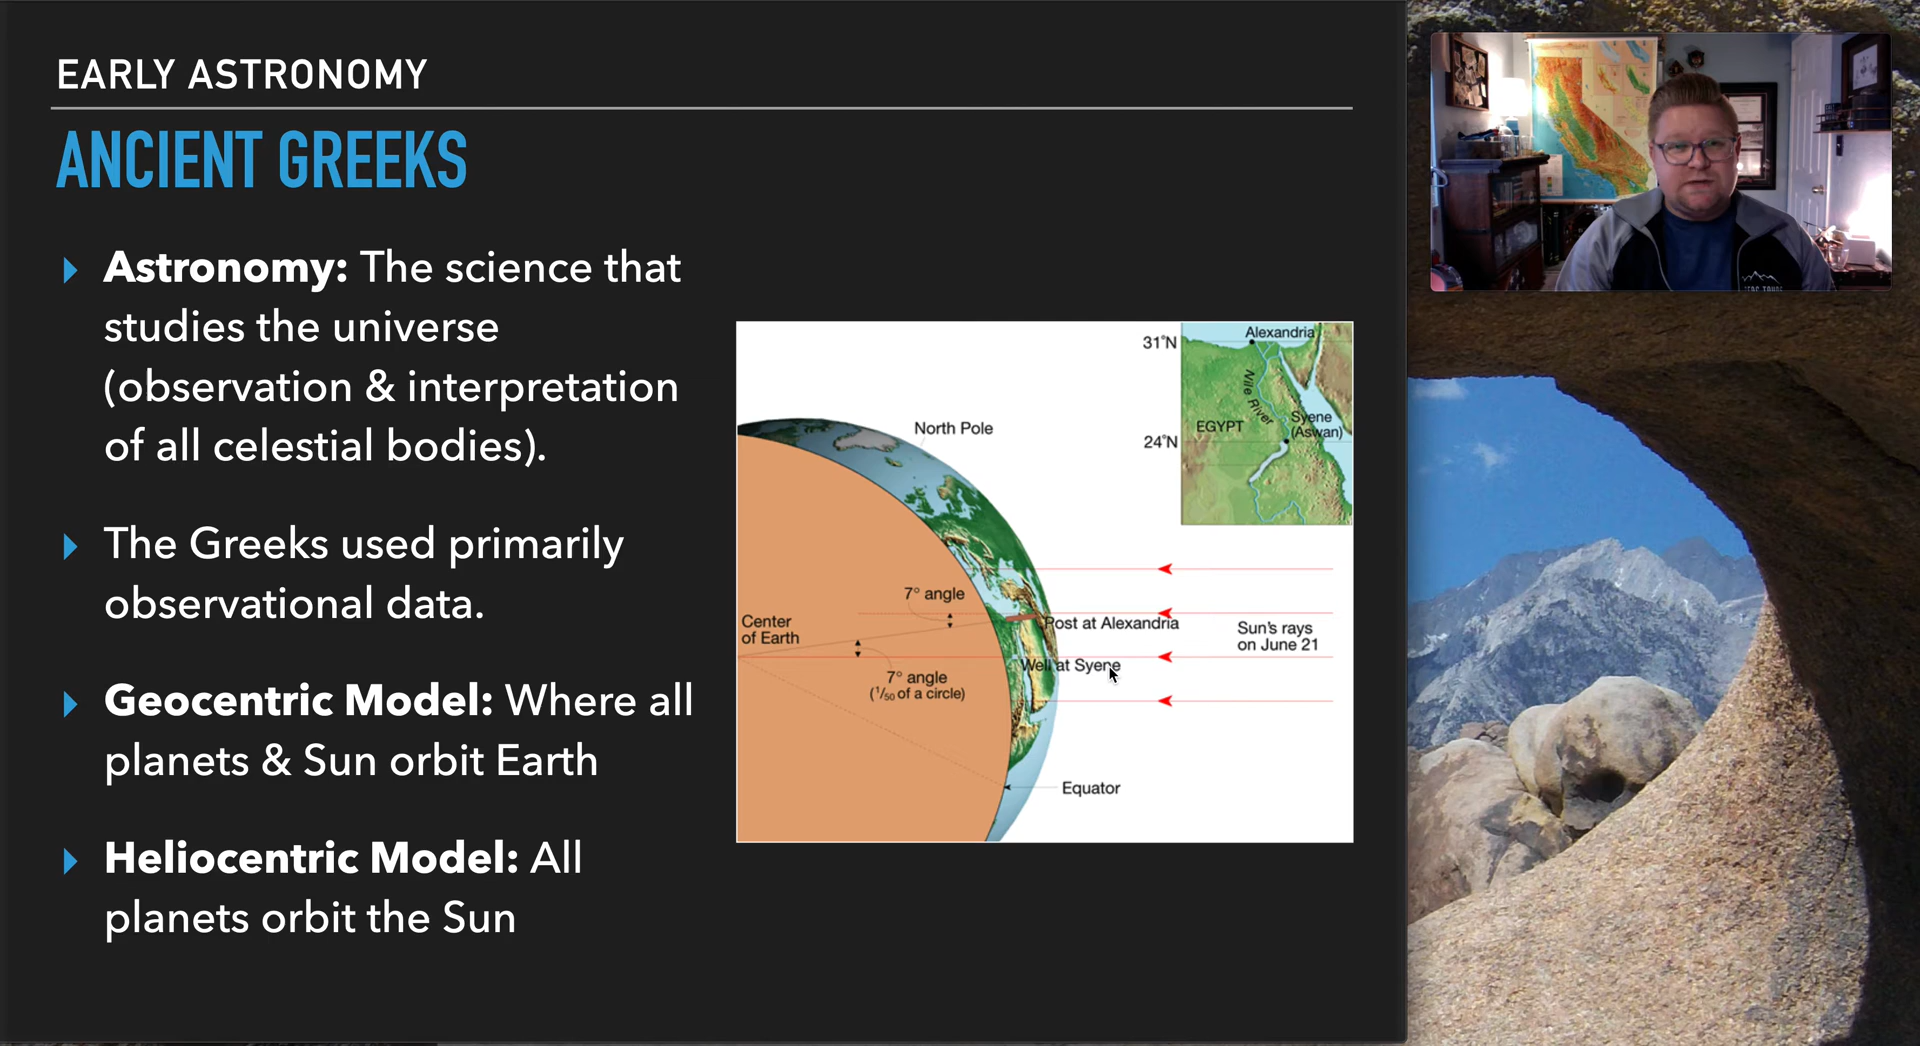 EARLY ASTRONOMY
ANCIENT GREEKS
Astronomy: The science that
studies the universe
(observation & interpretation
of all celestial bodies).
The Greeks used primarily
observational data.
Geocentric Model: Where all
planets & Sun orbit Earth
Heliocentric Model: All
planets orbit the Sun
Alexandria
31°N
Nile River
Syene
(Aswan)
EGYPT
24°N
North Pole
7° angle
Center
of Earth
Post at Alexandria
Sun's rays
on June 21
Well at Syene
7° angle
(1/50 of a circle)
Equator